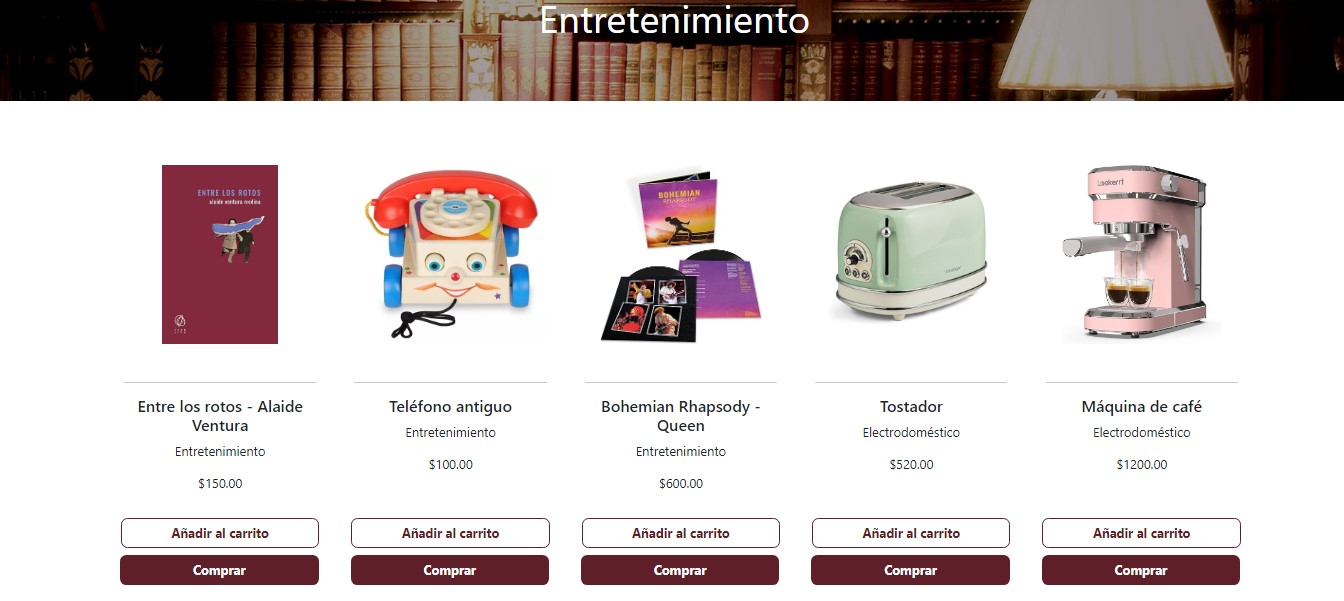 Entretenimiento
ENTRE LOS ROTOS
alaide ventura medina
BOHEMIAN
RHAPSODY
Entre los rotos - Alaide
Ventura
Entretenimiento
$150.00
Añadir al carrito
Comprar
Teléfono antiguo
Entretenimiento
$100.00
Añadir al carrito
Comprar
Bohemian Rhapsody -
Queen
Entretenimiento
$600.00
Añadir al carrito
Comprar
Tostador
Electrodoméstico
$520.00
Añadir al carrito
Comprar
Máquina de café
Electrodoméstico
$1200.00
Añadir al carrito
Comprar